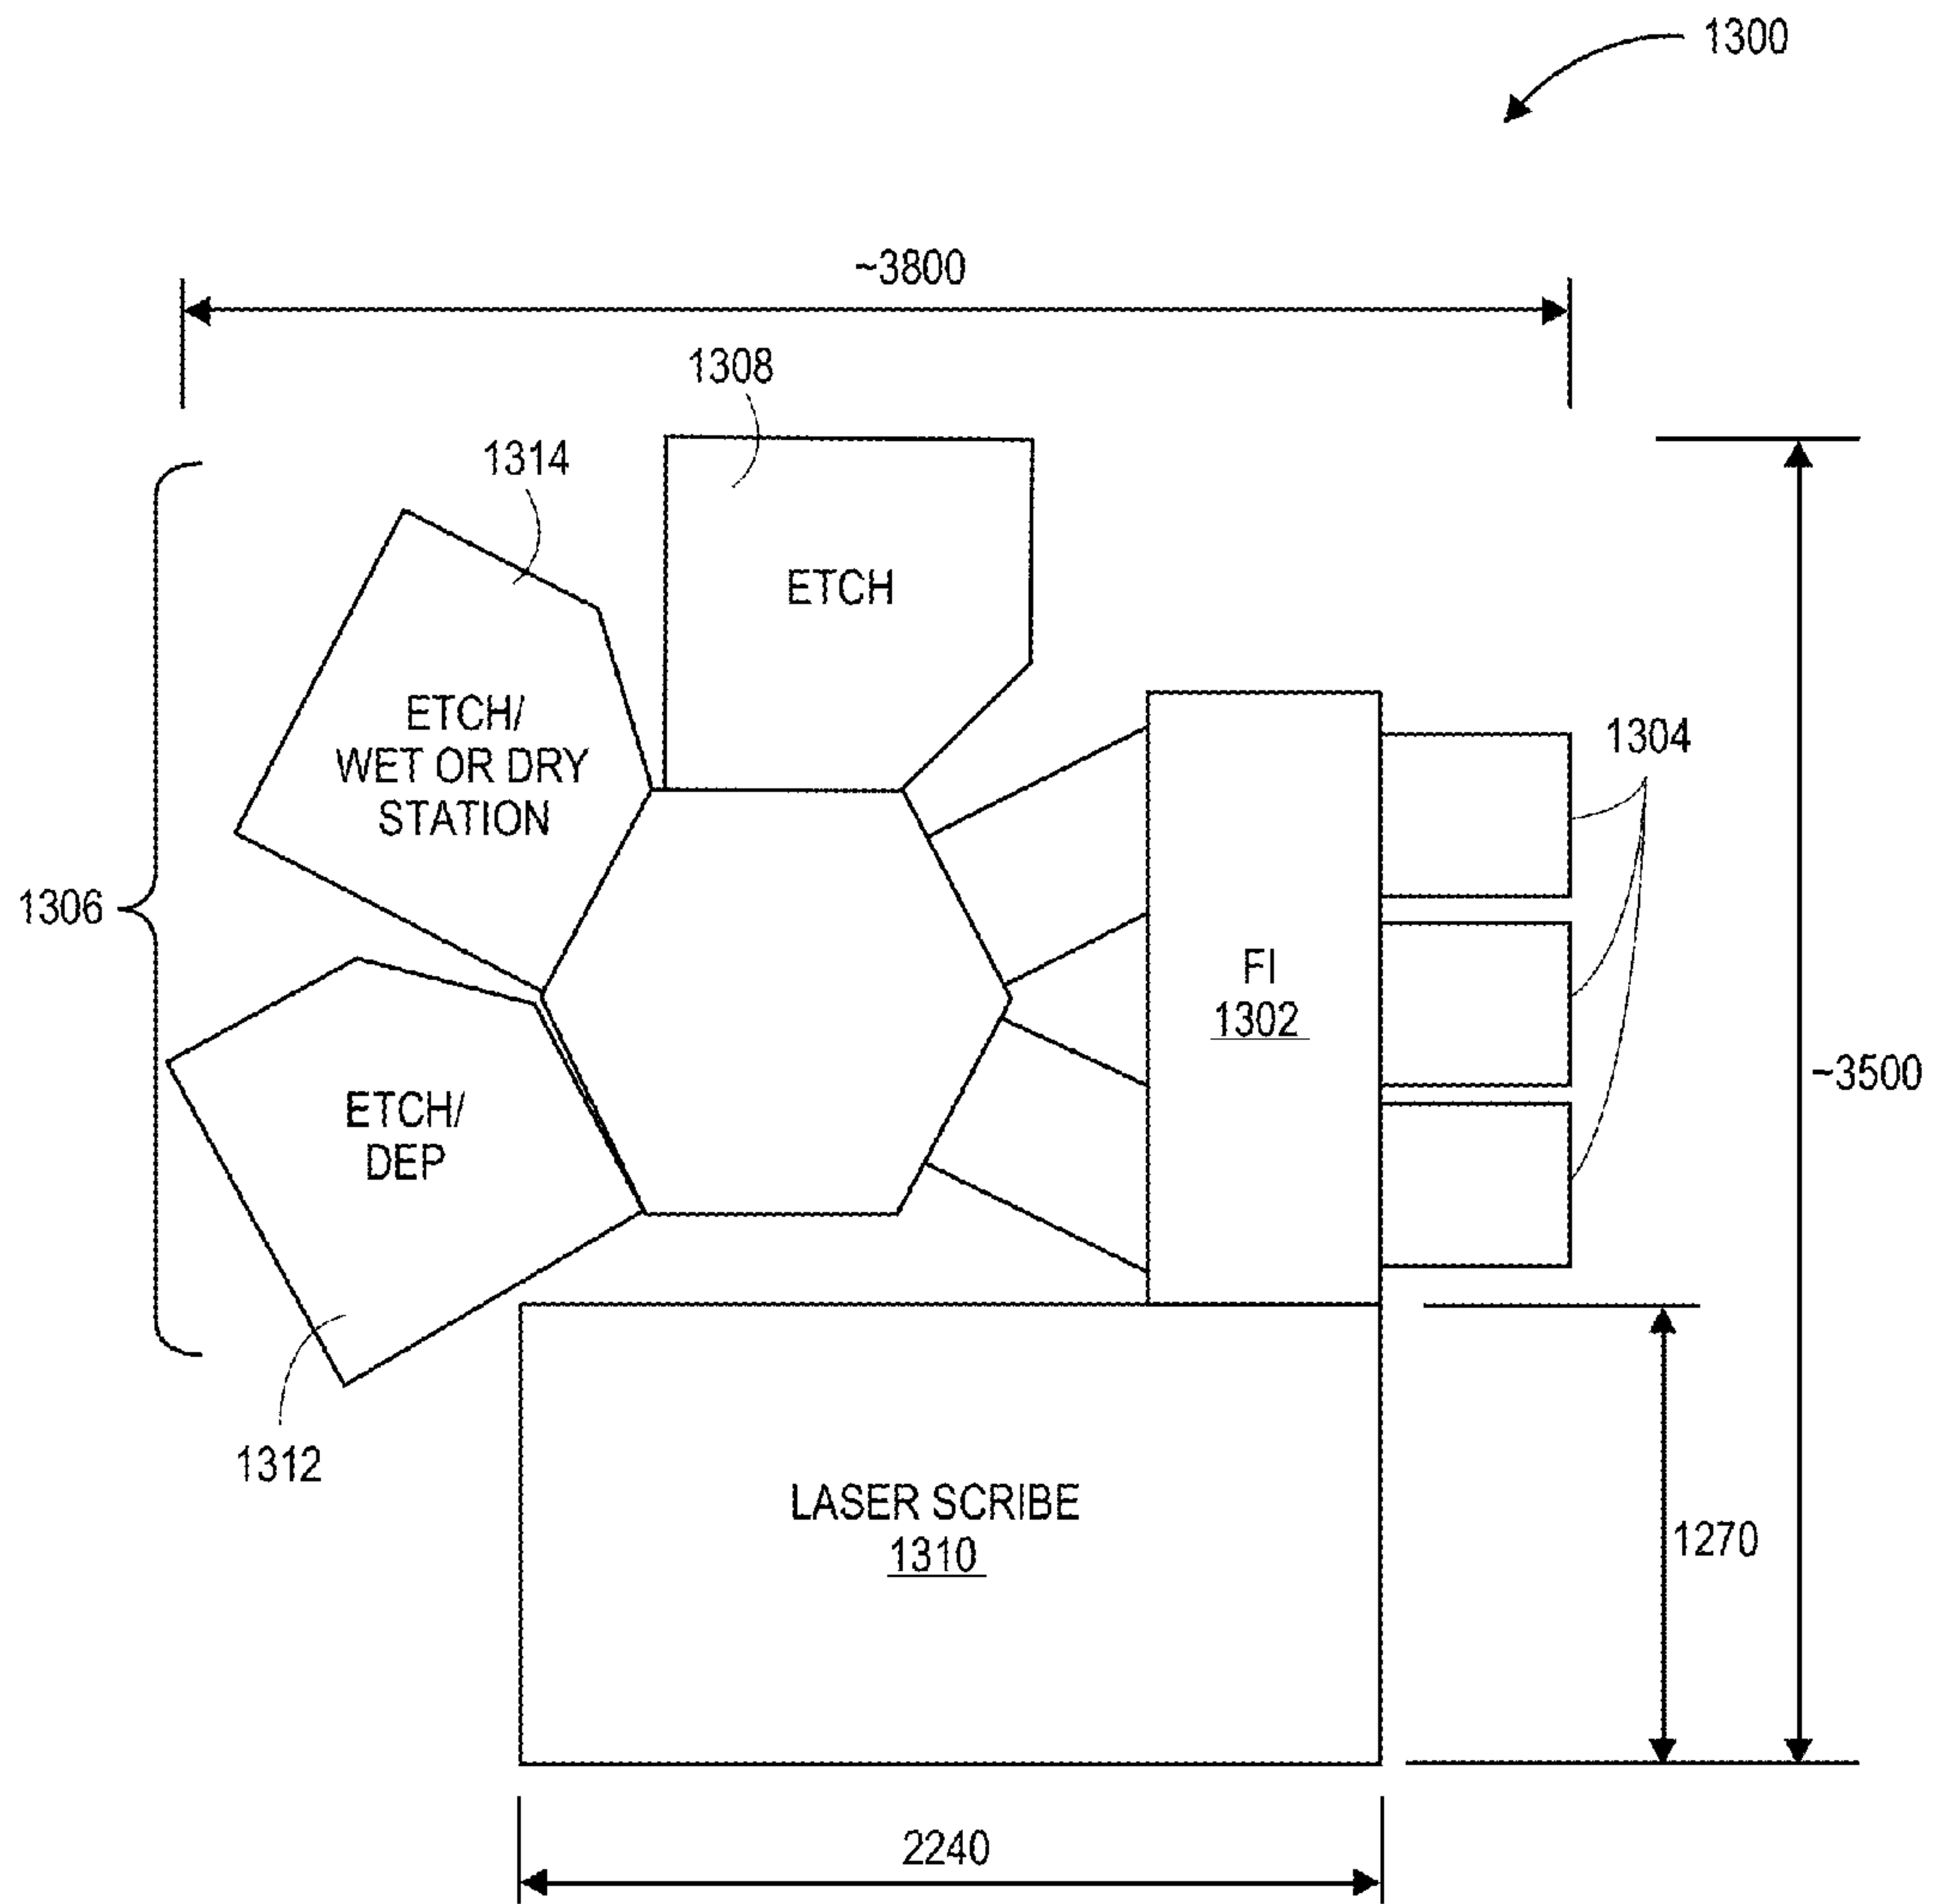 1300
~3800
1308
1314
ETCH
ETCH/
WET OR DRY
STATION
1304
1306
FI
1302
~3500
ETCH/
DEP
1312
LASER SCRIBE
1310
1270
2240